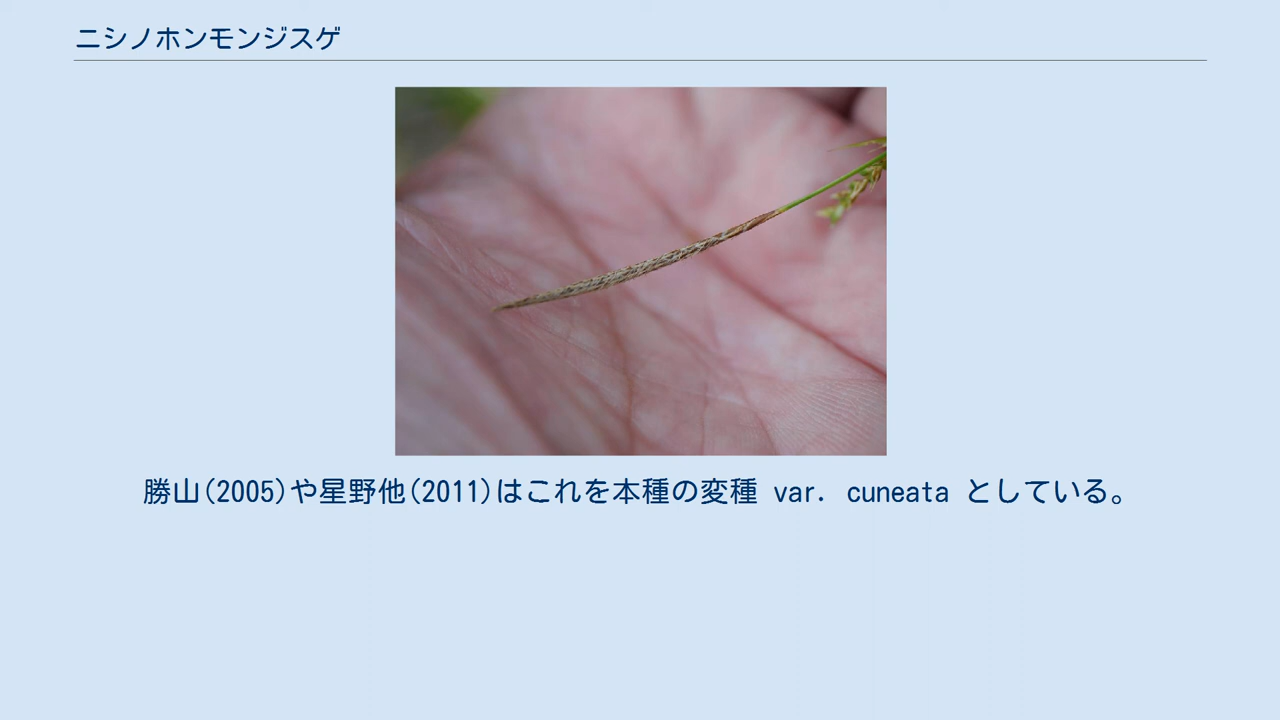 ニシノホンモンジスゲ
勝山(2005)や星野他(2011)はこれを本種の変種 var. cuneata としている。